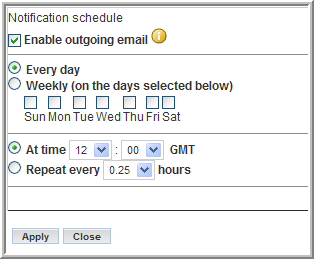 Notification schedule
Enable outgoing email
Every day
Weekly (on the days selected below)
Sun Mon Tue Wed Thu Fri Sat
At time 12 : 00 GMT
Repeat every 0.25 hours
Apply Close